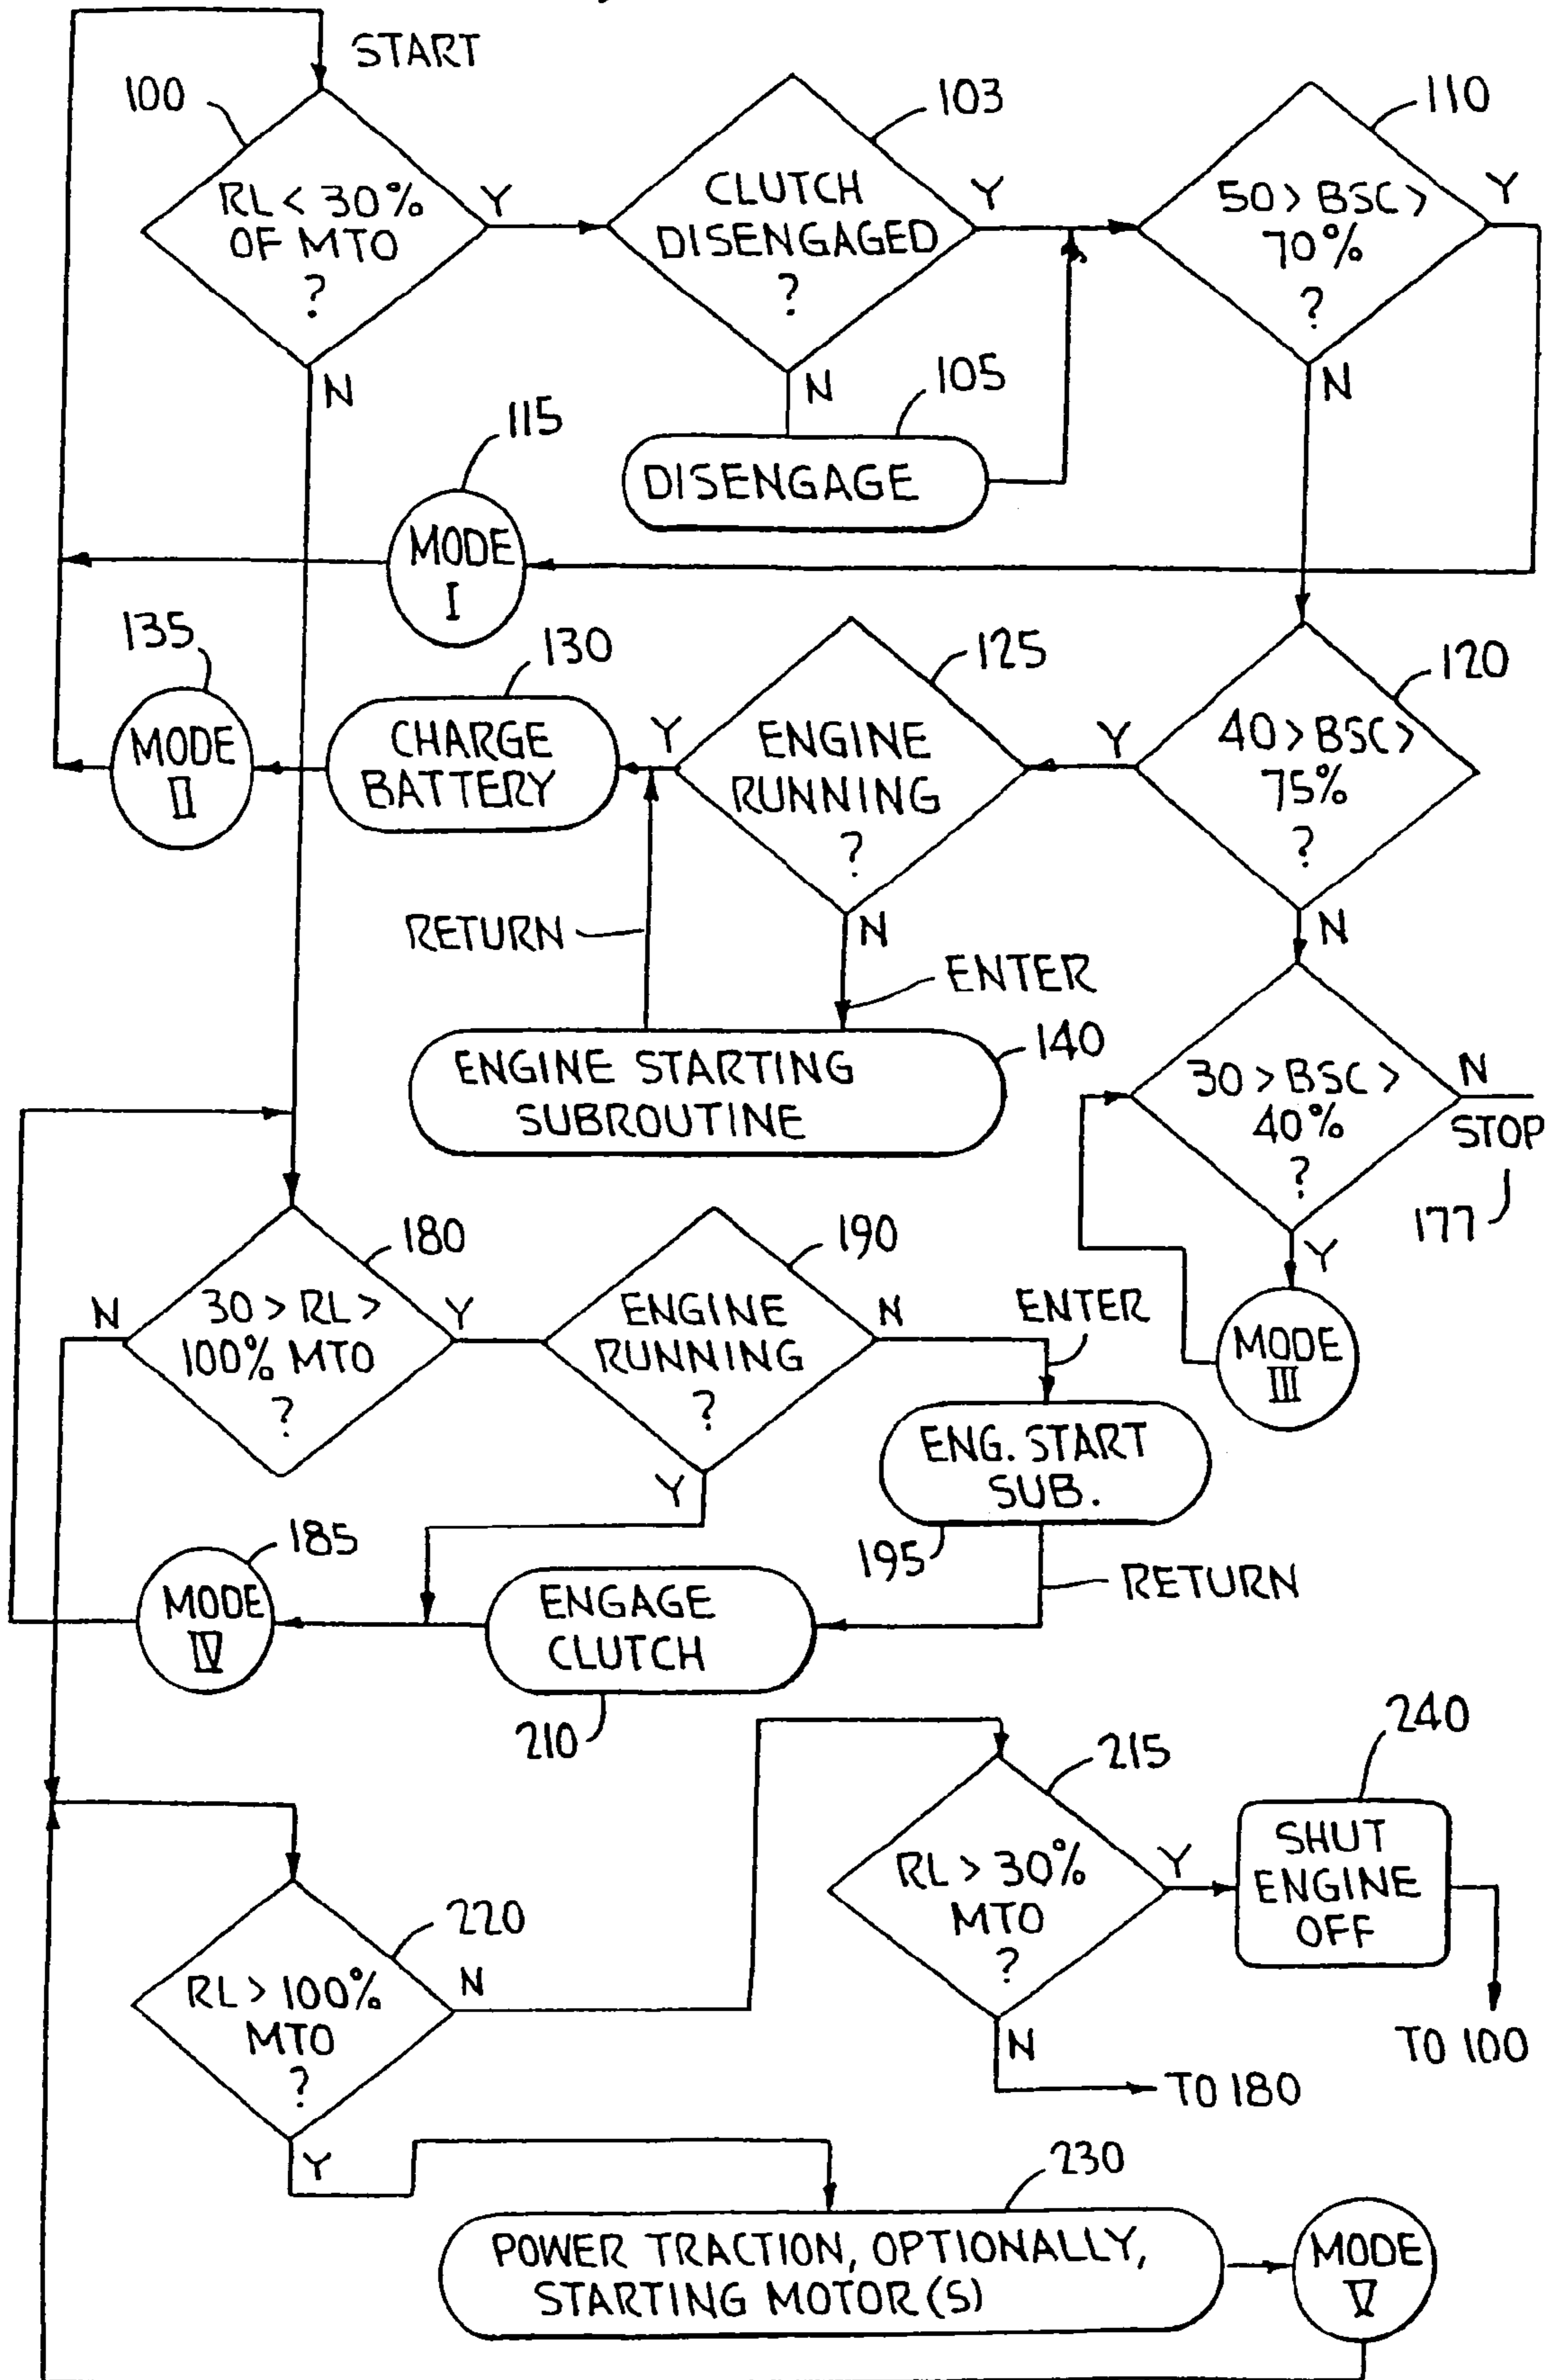 START
100
RL < 30%
OF MTO
?
Y
N
103
CLUTCH
DISENGAGED
?
Y
N
110
50 > BSC >
70%
?
Y
N
105
DISENGAGE
115
MODE
I
135
MODE
II
130
CHARGE
BATTERY
Y
125
ENGINE
RUNNING
?
N
Y
120
40 > BSC >
75%
?
N
RETURN
ENTER
ENGINE STARTING
SUBROUTINE
140
30 > BSC >
40%
?
N
STOP
177
Y
MODE
III
180
N
30 > RL >
100% MTO
?
Y
190
ENGINE
RUNNING
?
N
Y
ENTER
ENG. START
SUB.
195
RETURN
185
MODE
IV
ENGAGE
CLUTCH
210
215
RL > 30%
MTO
?
Y
N
TO 180
240
SHUT
ENGINE
OFF
TO 100
220
RL > 100%
MTO
?
N
Y
230
POWER TRACTION, OPTIONALLY,
STARTING MOTOR(S)
MODE
V